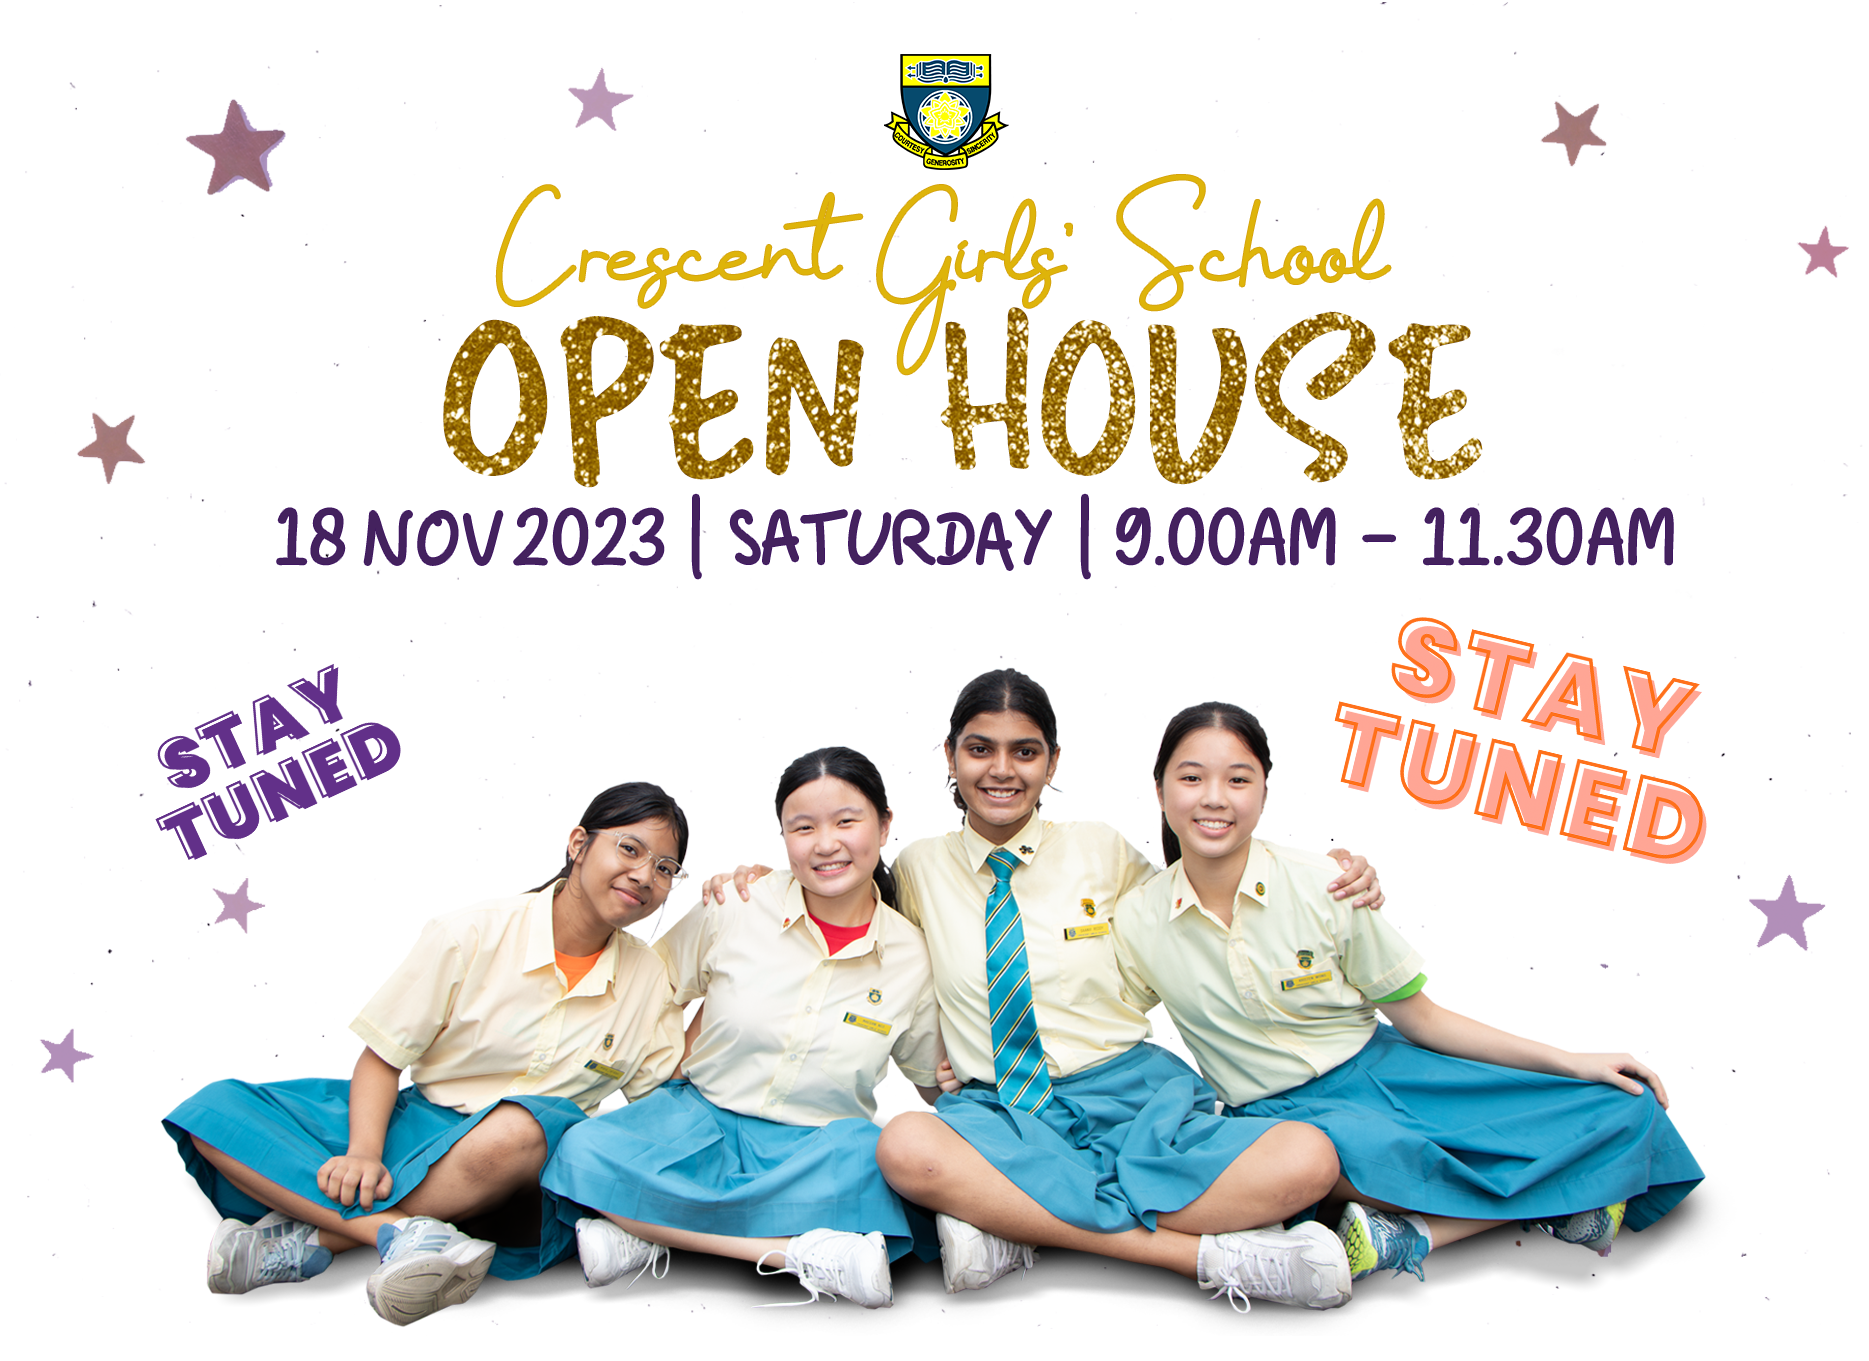 COURTESY
GENEROSITY
SINCERITY
Crescent Girls' School
OPEN HOUSE
18 NOV 2023 | SATURDAY | 9.00AM – 11.30AM
STAY
TUNED
STAY
TUNED